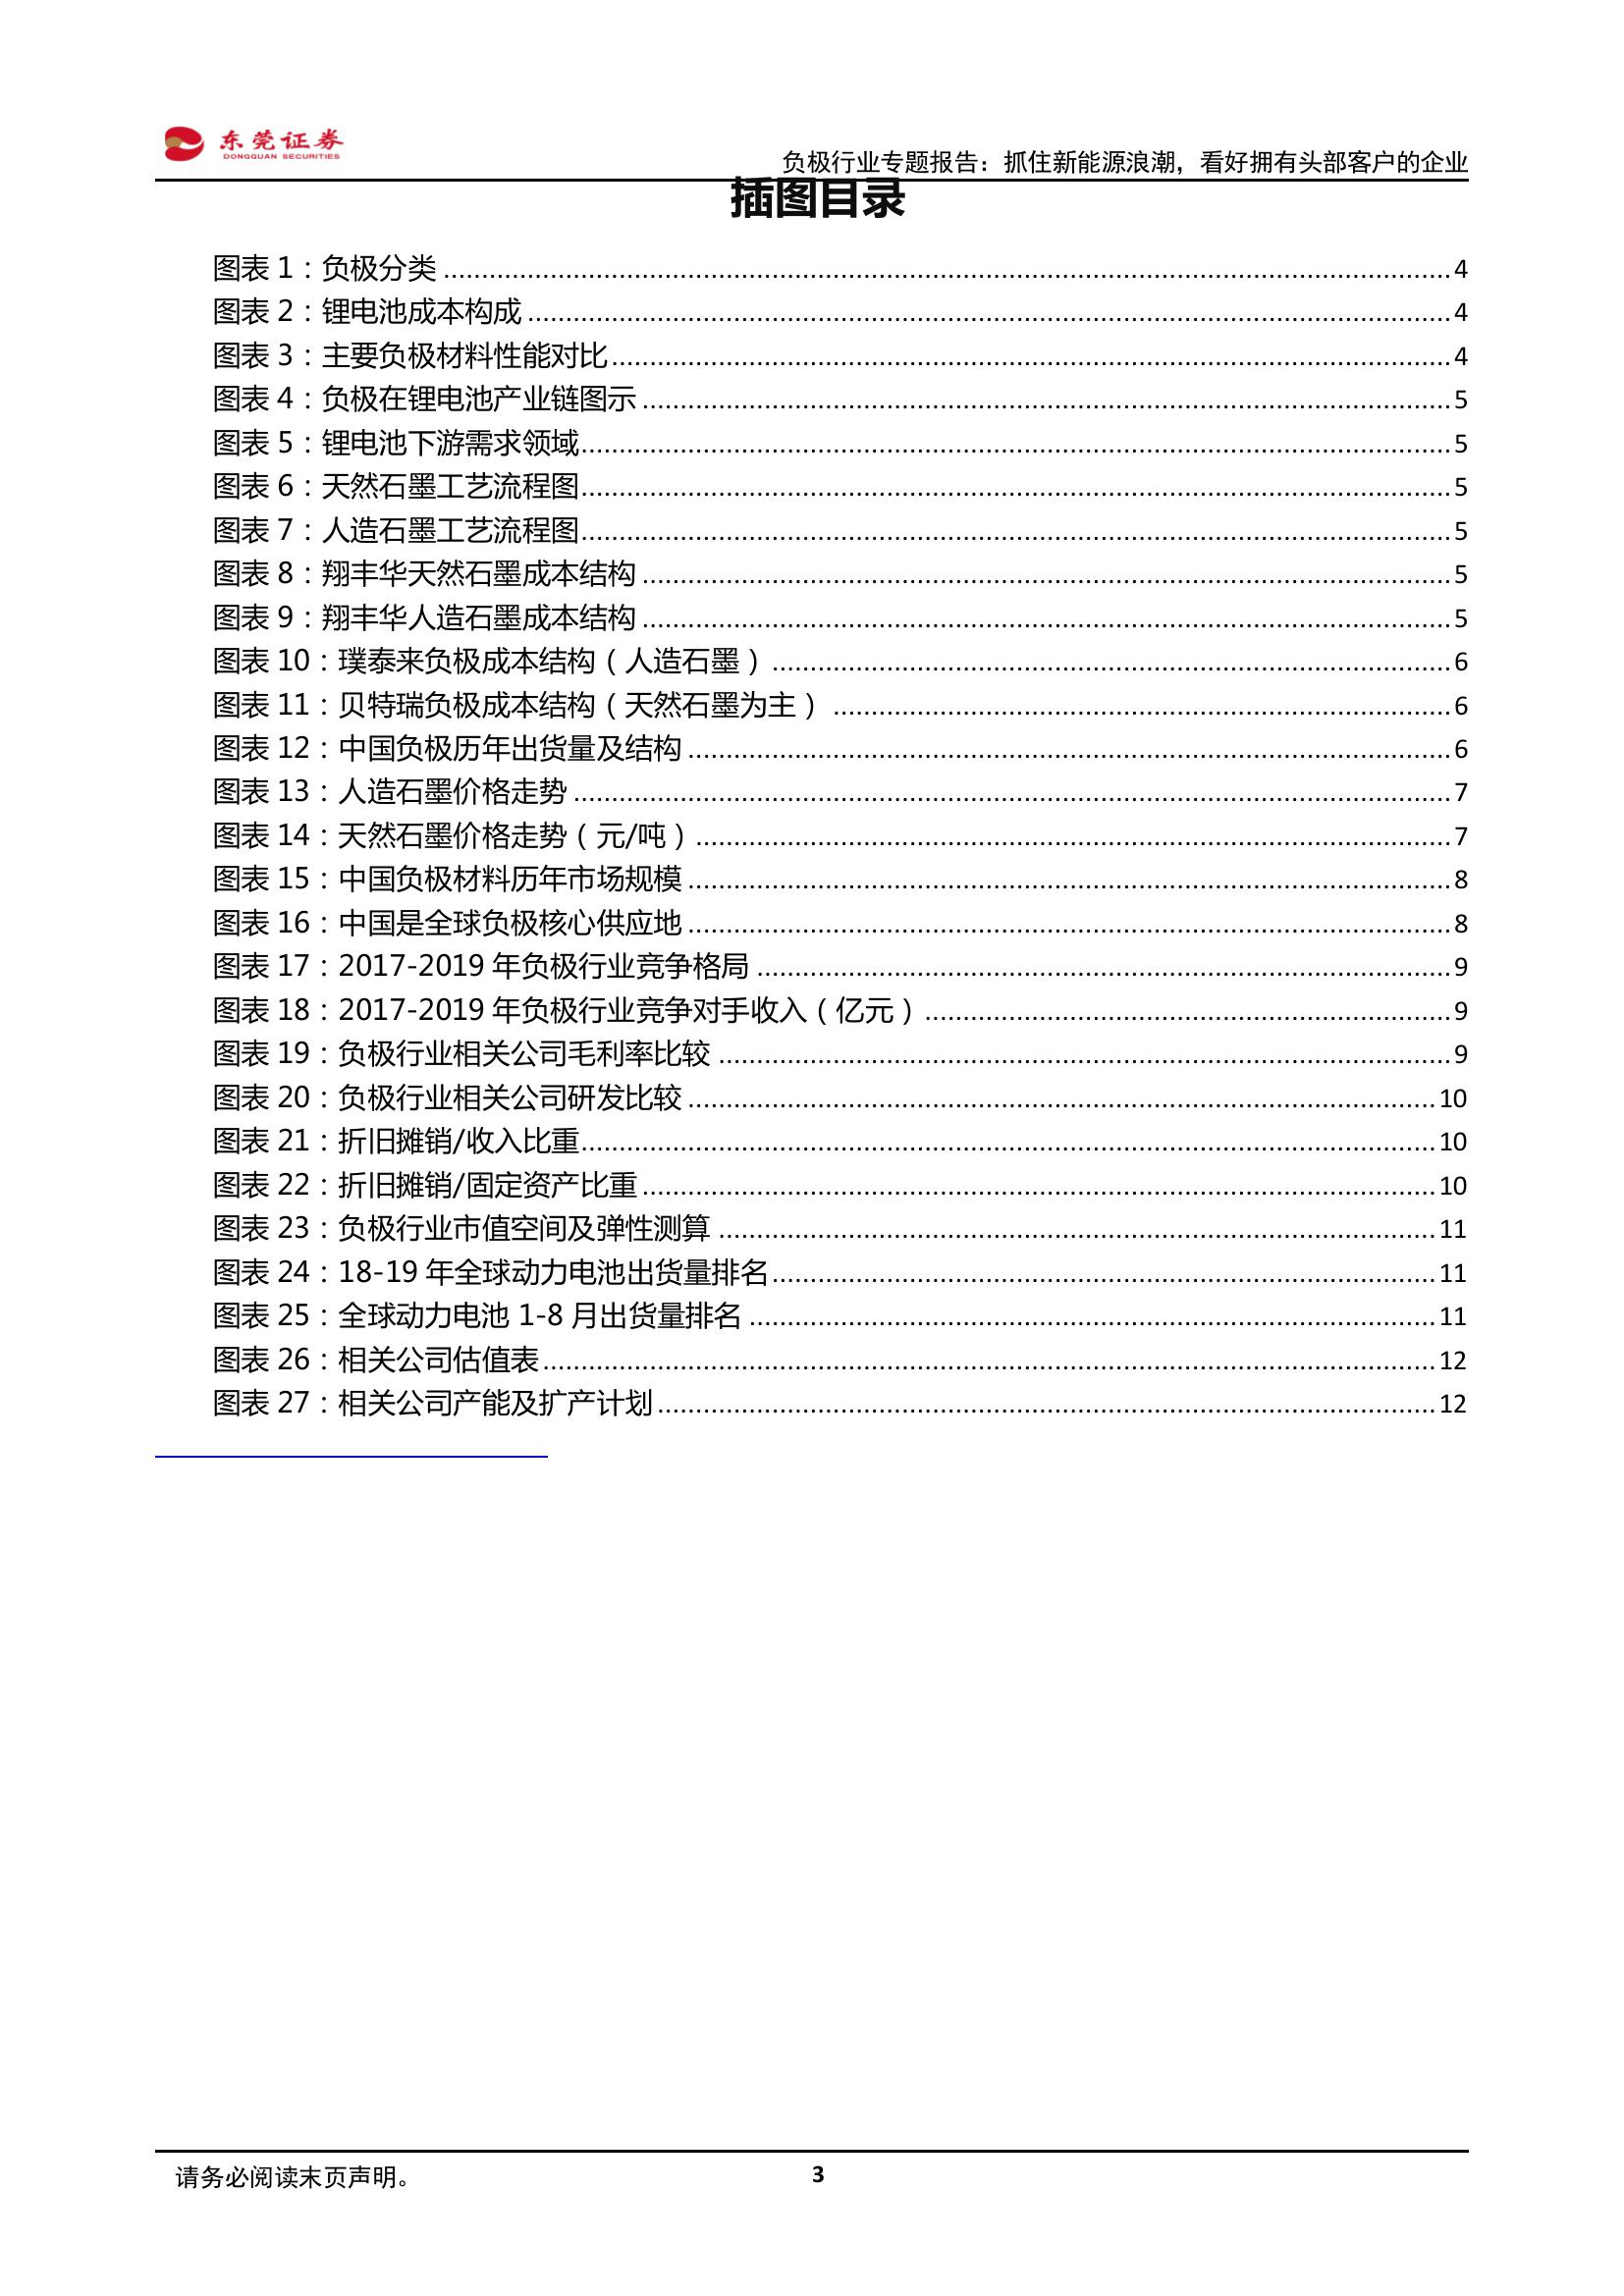 东莞证券
DONGGUAN SECURITIES
负极行业专题报告：抓住新能源浪潮，看好拥有头部客户的企业
插图目录
图表 1：负极分类 4
图表 2：锂电池成本构成 4
图表 3：主要负极材料性能对比 4
图表 4：负极在锂电池产业链图示 5
图表 5：锂电池下游需求领域 5
图表 6：天然石墨工艺流程图 5
图表 7：人造石墨工艺流程图 5
图表 8：翔丰华天然石墨成本结构 5
图表 9：翔丰华人造石墨成本结构 5
图表 10：璞泰来负极成本结构（人造石墨） 6
图表 11：贝特瑞负极成本结构（天然石墨为主） 6
图表 12：中国负极历年出货量及结构 6
图表 13：人造石墨价格走势 7
图表 14：天然石墨价格走势（元/吨） 7
图表 15：中国负极材料历年市场规模 8
图表 16：中国是全球负极核心供应地 8
图表 17：2017-2019 年负极行业竞争格局 9
图表 18：2017-2019 年负极行业竞争对手收入（亿元） 9
图表 19：负极行业相关公司毛利率比较 9
图表 20：负极行业相关公司研发比较 10
图表 21：折旧摊销/收入比重 10
图表 22：折旧摊销/固定资产比重 10
图表 23：负极行业市值空间及弹性测算 11
图表 24：18-19 年全球动力电池出货量排名 11
图表 25：全球动力电池 1-8 月出货量排名 11
图表 26：相关公司估值表 12
图表 27：相关公司产能及扩产计划 12
请务必阅读末页声明。
3